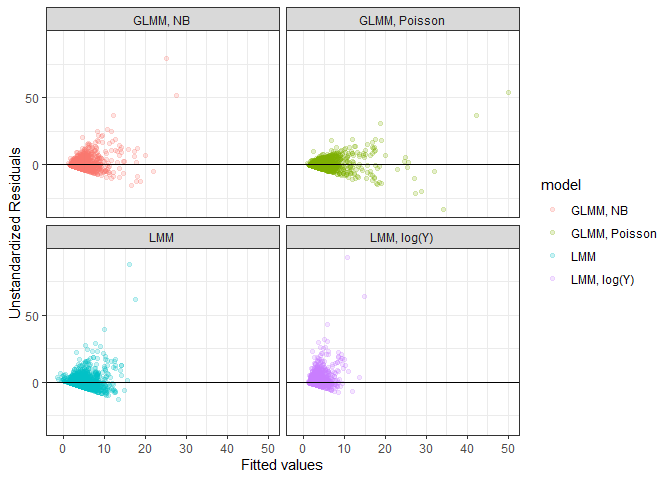 GLMM, NB
GLMM, Poisson
50
0
LMM
LMM, log(Y)
50
0
0 10 20 30 40 50
0 10 20 30 40 50
Fitted values
Unstandardized Residuals
model
GLMM, NB
GLMM, Poisson
LMM
LMM, log(Y)